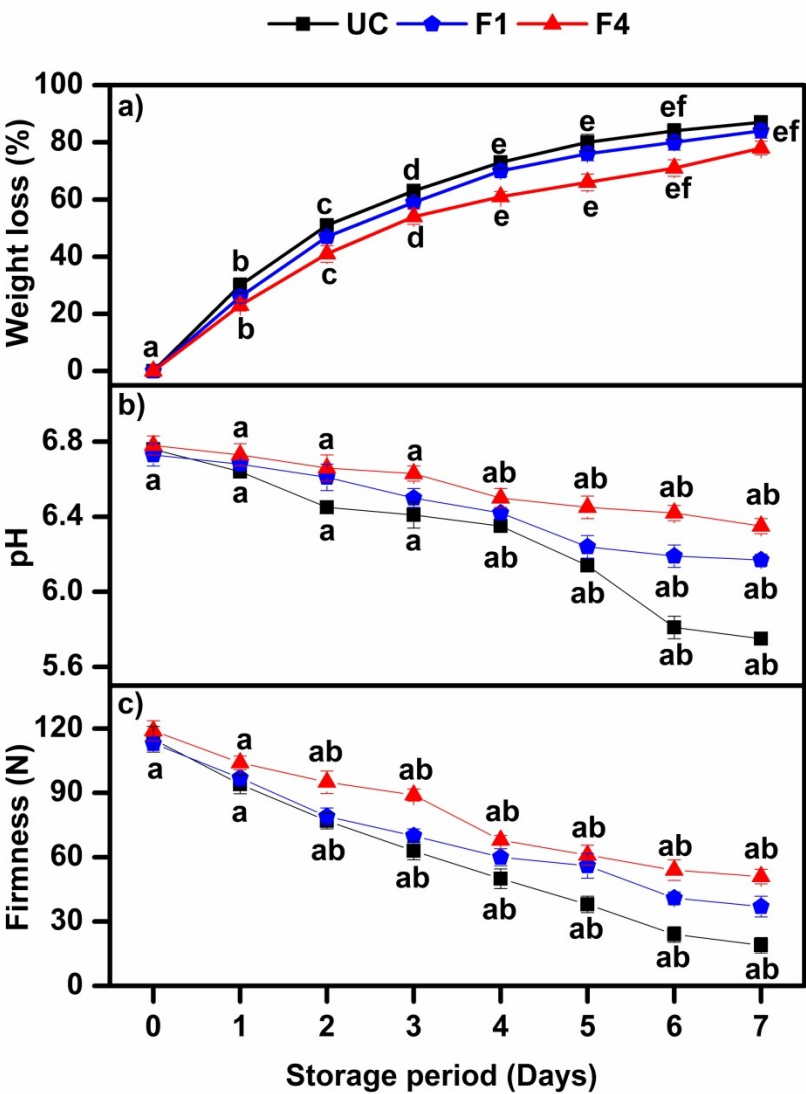 UC F1 F4
a)
100
80
60
40
20
0
Weight loss (%)
a b c d e e ef ef
b c d e e ef
b)
6.8
6.4
6.0
5.6
pH
a a a ab ab ab ab
a a a a ab ab ab ab
ab ab
c)
120
90
60
30
0
Firmness (N)
a ab ab ab ab ab ab
a a ab ab ab ab ab ab
0 1 2 3 4 5 6 7
Storage period (Days)